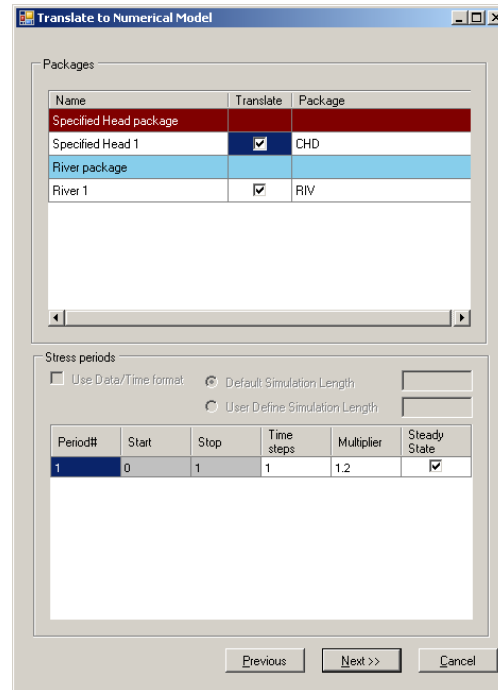 Translate to Numerical Model
Packages
Name Translate Package
Specified Head package
Specified Head 1 CHD
River package
River 1 RIV
Stress periods
Use Data/Time format Default Simulation Length
User Define Simulation Length
Period# Start Stop Time steps Multiplier Steady State
1 0 1 1 1.2
Previous Next >> Cancel